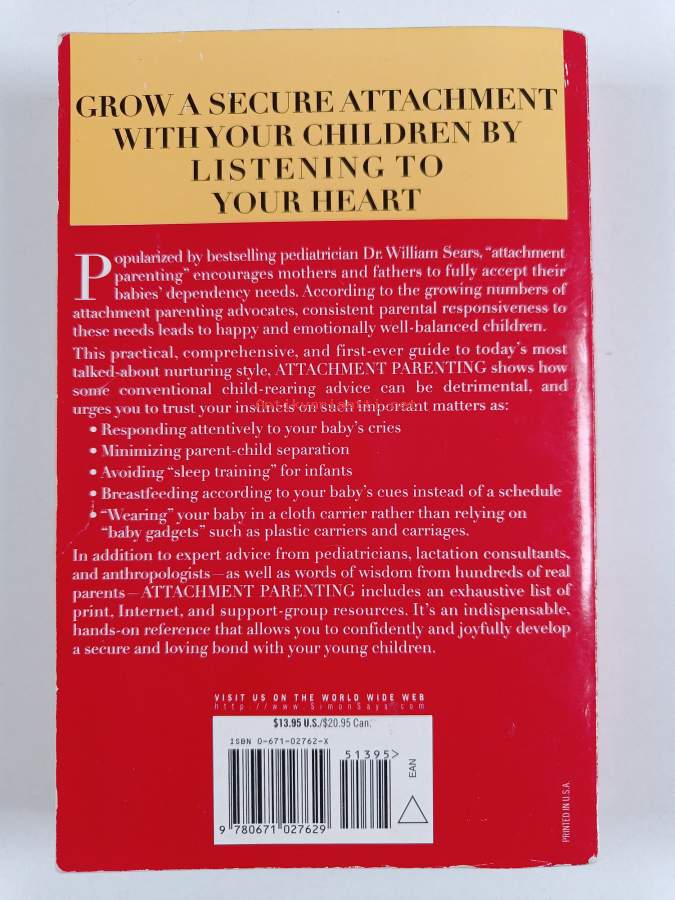 GROW A SECURE ATTACHMENT
WITH YOUR CHILDREN BY
LISTENING TO
YOUR HEART
Popularized by bestselling pediatrician Dr. William Sears, “attachment
parenting” encourages mothers and fathers to fully accept their
babies’ dependency needs. According to the growing numbers of
attachment parenting advocates, consistent parental responsiveness to
these needs leads to happy and emotionally well-balanced children.
This practical, comprehensive, and first-ever guide to today’s most
talked-about nurturing style, ATTACHMENT PARENTING shows how
some conventional child-rearing advice can be detrimental, and
urges you to trust your instincts on such important matters as:
Antikvariaatti.net
• Responding attentively to your baby’s cries
• Minimizing parent-child separation
• Avoiding “sleep training” for infants
• Breastfeeding according to your baby’s cues instead of a schedule
• “Wearing” your baby in a cloth carrier rather than relying on
“baby gadgets” such as plastic carriers and carriages.
In addition to expert advice from pediatricians, lactation consultants,
and anthropologists—as well as words of wisdom from hundreds of real
parents—ATTACHMENT PARENTING includes an exhaustive list of
print, Internet, and support-group resources. It’s an indispensable,
hands-on reference that allows you to confidently and joyfully develop
a secure and loving bond with your young children.
VISIT US ON THE WORLD WIDE WEB
http://www.SimonSays.com
$13.95 U.S./$20.95 Can.
ISBN 0-671-02762-X
51395>
EAN
9 780671 027629
PRINTED IN U.S.A.